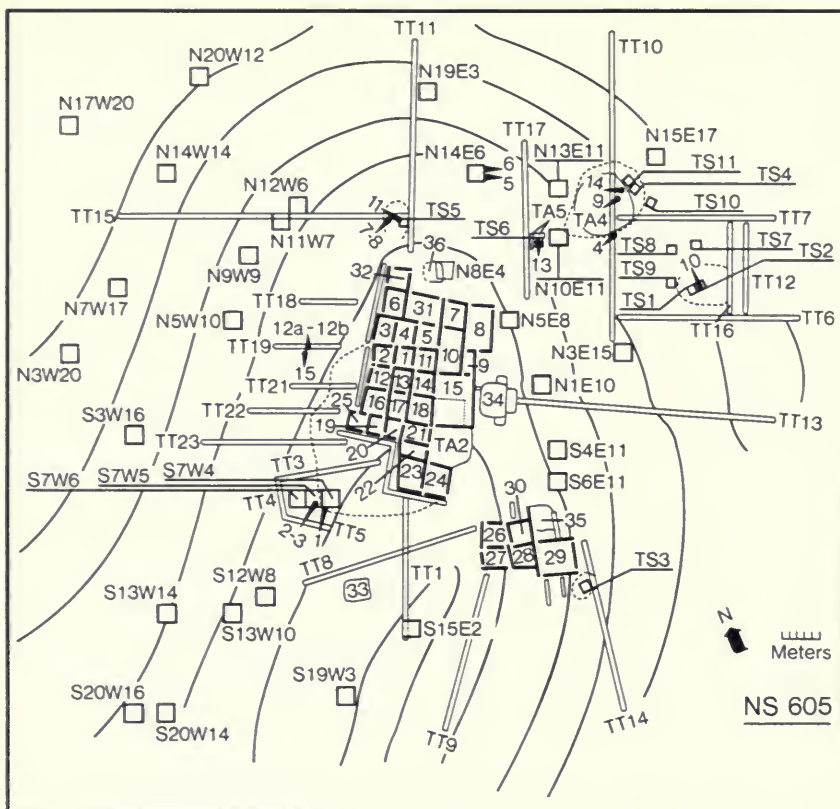 TT11
TT10
N20W12
N19E3
N17W20
TT17
N13E11
N15E17
N14W14
N14E6
6
5
14
TS11
TS4
9
N12W6
11
TS5
TA5
TA4
TS10
TT15
7-8
TS6
TT7
N11W7
36
4
TS8
TS7
13
TS2
N9W9
32
N8E4
TS9
10
N10E11
TS1
TT12
N7W17
TT18
6
31
7
8
TT16
TT6
N5W10
12a-12b
3
4
5
N5E8
TT19
N3E15
N3W20
15
2
1
11
10
9
TT21
12
13
14
15
34
N1E10
25
16
TT22
17
18
TT13
S3W16
19
TT23
20
21
TA2
S4E11
S7W4
TT3
S7W5
22
23
24
S6E11
S7W6
TT4
30
2-3
1
TT5
26
35
27
28
29
TT8
TS3
S12W8
33
TT1
N
S13W14
S13W10
S15E2
Meters
S19W3
S20W16
NS 605
S20W14
TT14
TT9